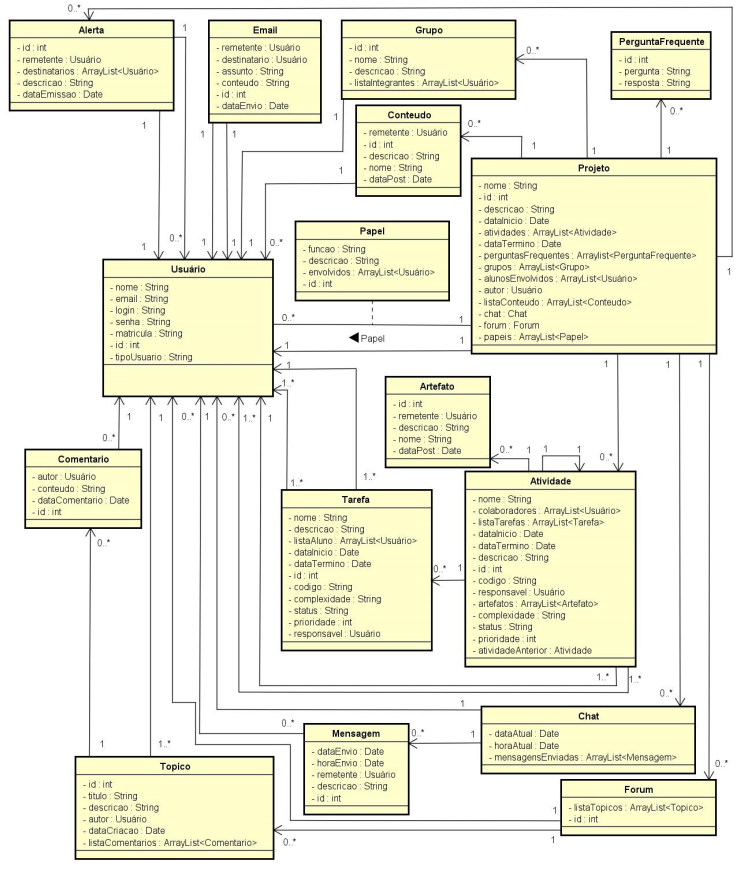 Alerta
- id : int
- remetente : Usuário
- destinatarios : ArrayList<Usuário>
- descricao : String
- dataEmissao : Date
Email
- remetente : Usuário
- destinatario : Usuário
- assunto : String
- conteudo : String
- id : int
- dataEnvio : Date
Grupo
- id : int
- nome : String
- descricao : String
- listaIntegrantes : ArrayList<Usuário>
PerguntaFrequente
- id : int
- pergunta : String
- resposta : String
Conteudo
- remetente : Usuário
- id : int
- descricao : String
- nome : String
- dataPost : Date
Projeto
- nome : String
- id : int
- descricao : String
- dataInicio : Date
- atividades : ArrayList<Atividade>
- dataTermino : Date
- perguntasFrequentes : Arraylist<PerguntaFrequente>
- grupos : ArrayList<Grupo>
- alunosEnvolvidos : ArrayList<Usuário>
- autor : Usuário
- listaConteudo : ArrayList<Conteudo>
- chat : Chat
- forum : Forum
- papeis : ArrayList<Papel>
Papel
- funcao : String
- descricao : String
- envolvidos : ArrayList<Usuário>
- id : int
Usuário
- nome : String
- email : String
- login : String
- senha : String
- matricula : String
- id : int
- tipoUsuario : String
Papel
Artefato
- id : int
- remetente : Usuário
- descricao : String
- nome : String
- dataPost : Date
Comentario
- autor : Usuário
- conteudo : String
- dataComentario : Date
- id : int
Tarefa
- nome : String
- descricao : String
- listaAluno : ArrayList<Usuário>
- dataInicio : Date
- dataTermino : Date
- id : int
- codigo : String
- complexidade : String
- status : String
- prioridade : int
- responsavel : Usuário
Atividade
- nome : String
- colaboradores : ArrayList<Usuário>
- listaTarefas : ArrayList<Tarefa>
- dataInicio : Date
- dataTermino : Date
- descricao : String
- id : int
- codigo : String
- responsavel : Usuário
- artefatos : ArrayList<Artefato>
- complexidade : String
- status : String
- prioridade : int
- atividadeAnterior : Atividade
Chat
- dataAtual : Date
- horaAtual : Date
- mensagensEnviadas : ArrayList<Mensagem>
Mensagem
- dataEnvio : Date
- horaEnvio : Date
- remetente : Usuário
- descricao : String
- id : int
Topico
- id : int
- titulo : String
- descricao : String
- autor : Usuário
- dataCriacao : Date
- listaComentarios : ArrayList<Comentario>
Forum
- listaTopicos : ArrayList<Topico>
- id : int
0..*
1
1
1
1
1
1
1
0..*
1
0..*
1
0..*
1
0..*
1
1
1
1
0..*
0..*
1
1
1
1..*
1
1
1
0..*
1
1
0..*
1
0..*
1..*
1
1..*
1..*
0..*
1
1
1
0..*
0..*
1
1..*
1..*
0..*
1
0..*
0..*
1
0..*
1
1..*
0..*
1
0..*
1